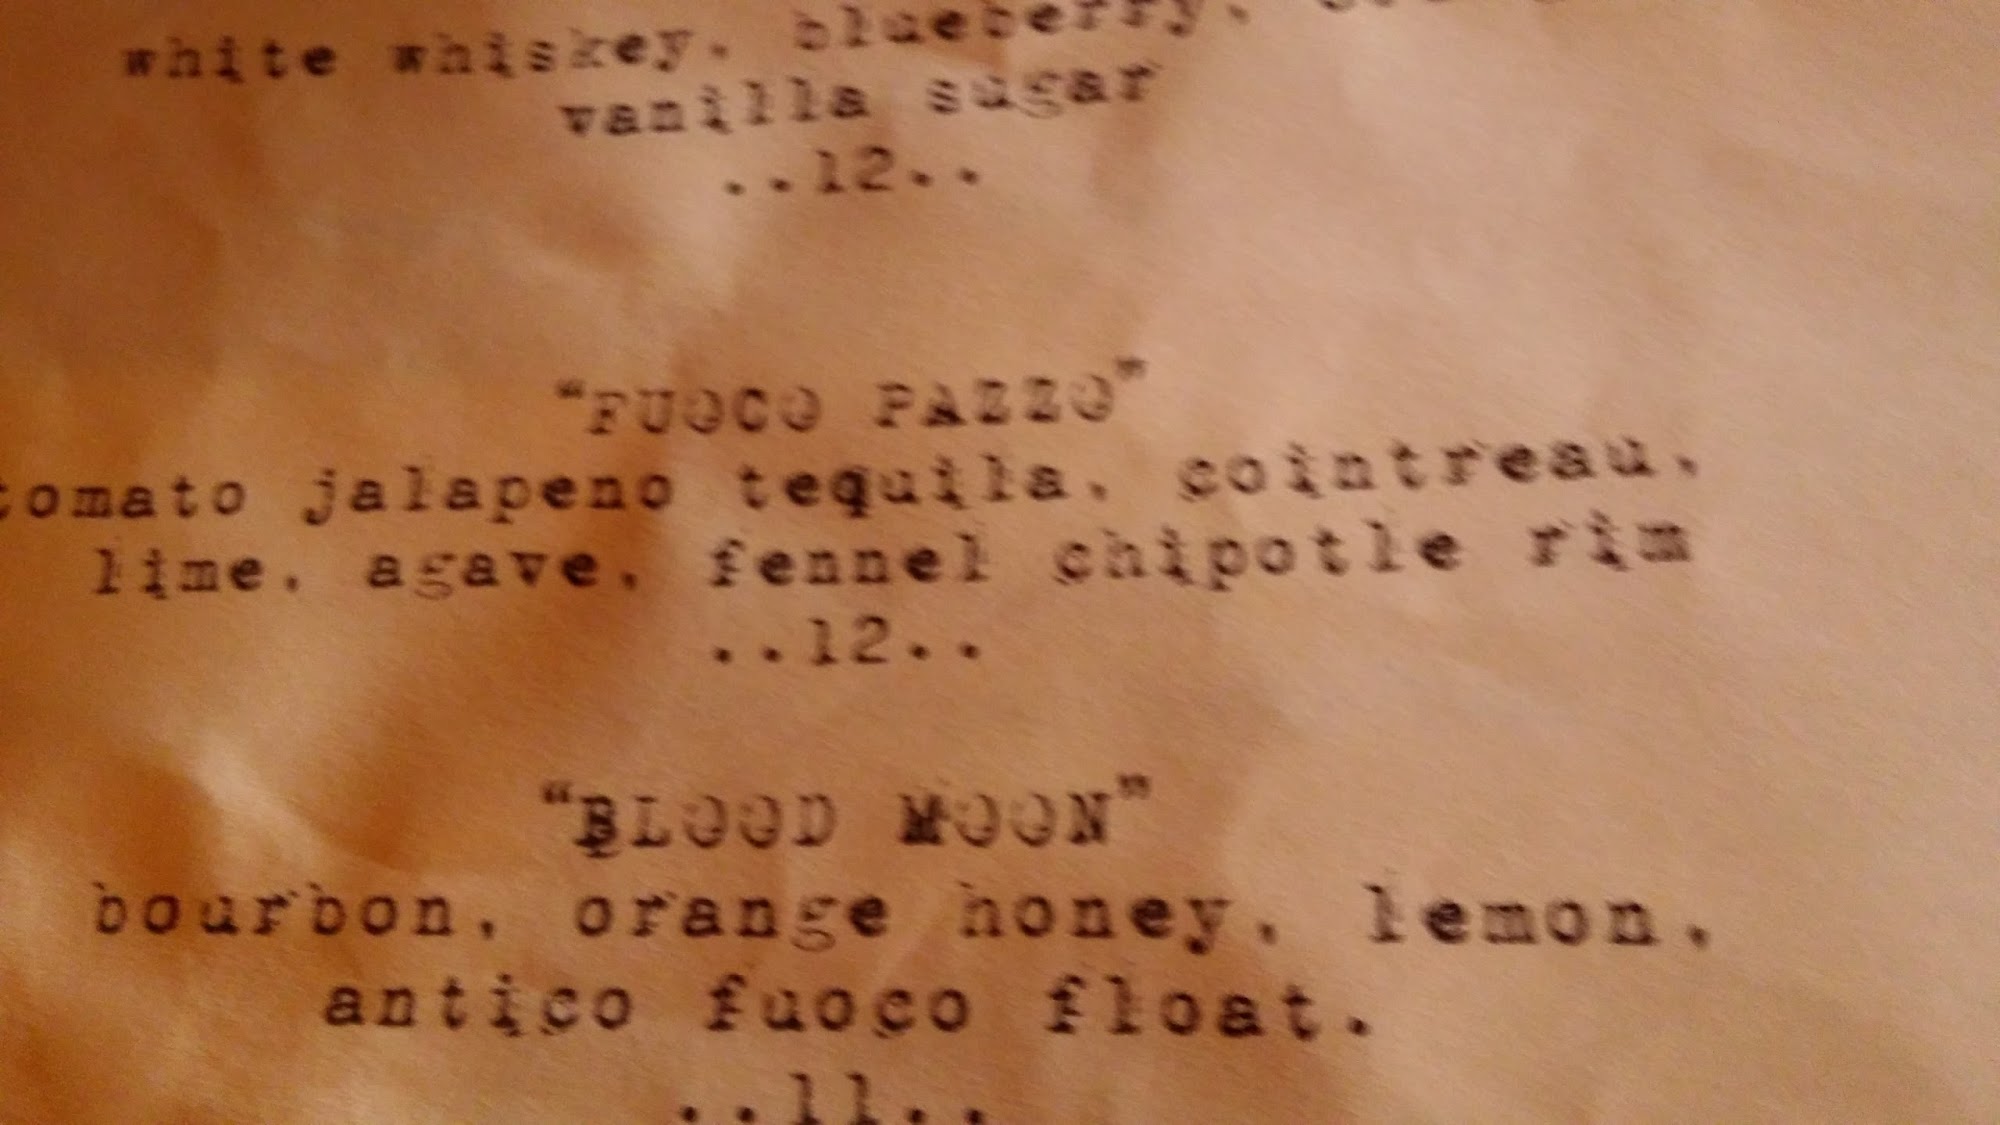 white whiskey, blueberry,
vanilla sugar
..12..
“FUOCO PAZZO”
tomato jalapeno tequila, cointreau,
lime, agave, fennel chipotle rim
..12..
“BLOOD MOON”
bourbon, orange honey, lemon,
antico fuoco float.
..11..